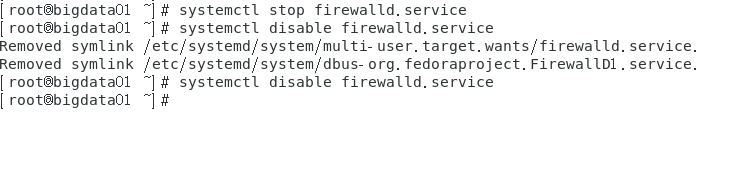 [root@bigdata01 ~]# systemctl stop firewalld.service
[root@bigdata01 ~]# systemctl disable firewalld.service
Removed symlink /etc/systemd/system/multi-user.target.wants/firewalld.service.
Removed symlink /etc/systemd/system/dbus-org.fedoraproject.FirewallD1.service.
[root@bigdata01 ~]# systemctl disable firewalld.service
[root@bigdata01 ~]#